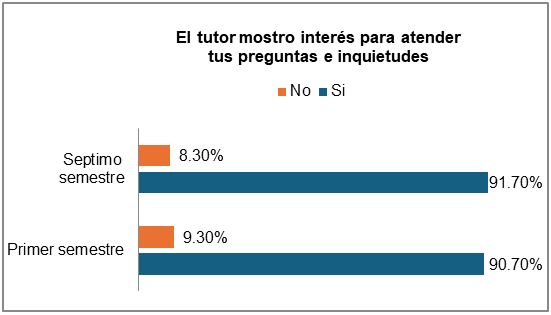 El tutor mostro interés para atender
tus preguntas e inquietudes
No Si
Septimo
semestre
8.30%
91.70%
Primer semestre
9.30%
90.70%